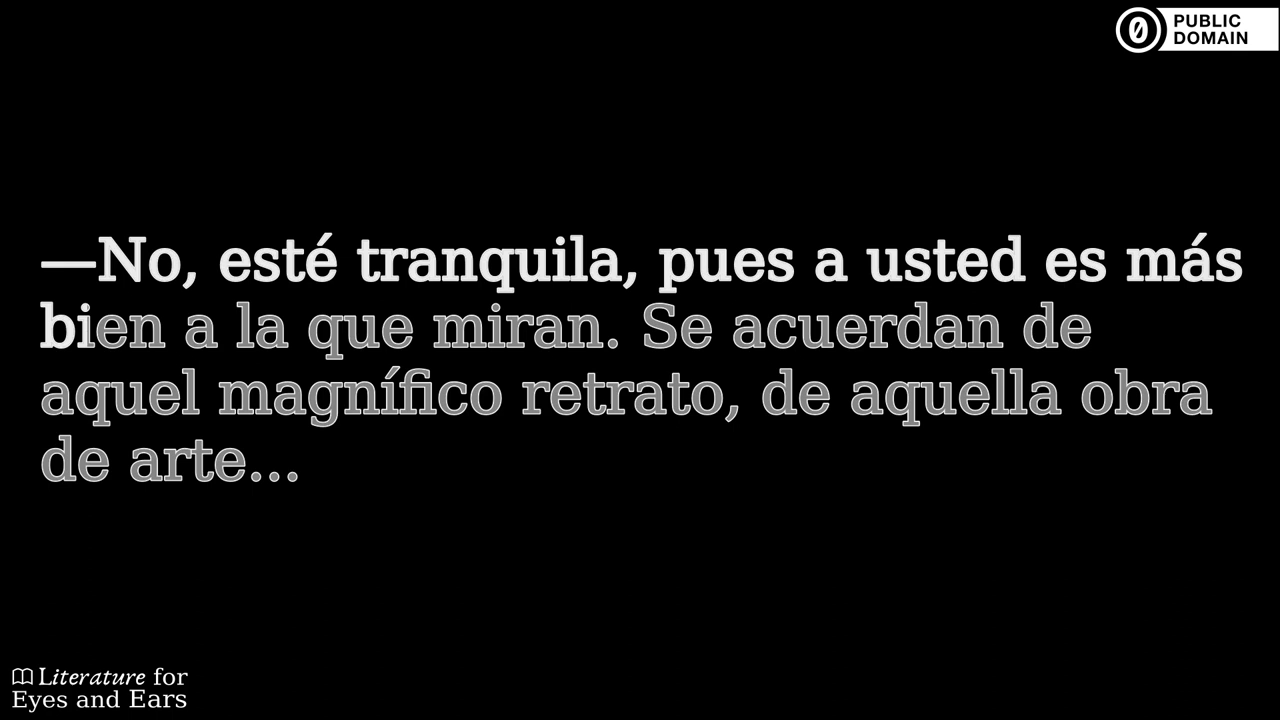 PUBLIC
DOMAIN
—No, esté tranquila, pues a usted es más
bien a la que miran. Se acuerdan de
aquel magnífico retrato, de aquella obra
de arte...
Literature for
Eyes and Ears